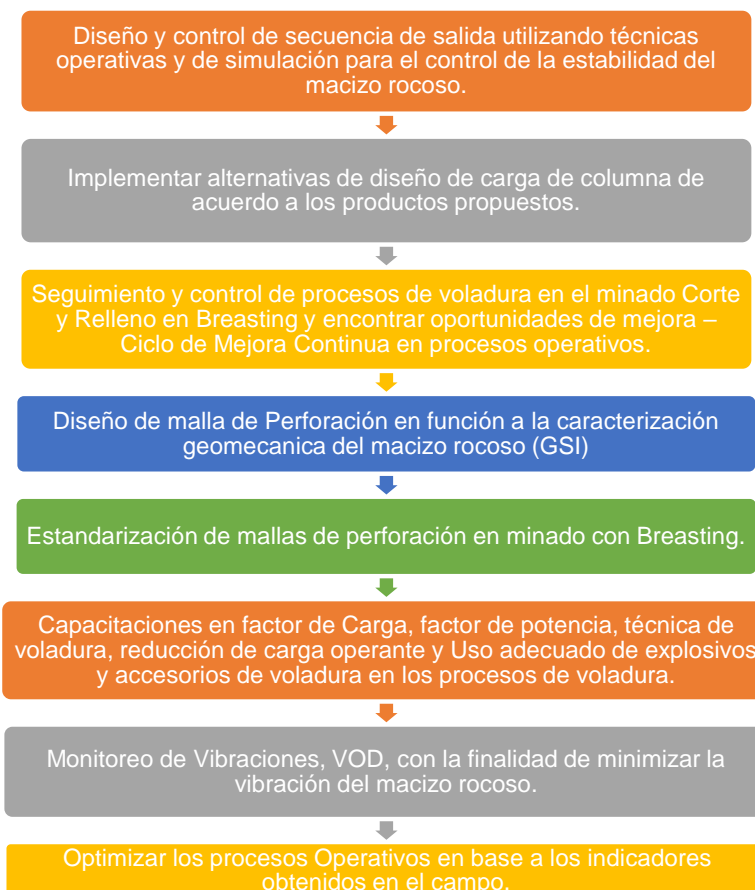 Diseño y control de secuencia de salida utilizando técnicas
operativas y de simulación para el control de la estabilidad del
macizo rocoso.
Implementar alternativas de diseño de carga de columna de
acuerdo a los productos propuestos.
Seguimiento y control de procesos de voladura en el minado Corte
y Relleno en Breasting y encontrar oportunidades de mejora –
Ciclo de Mejora Continua en procesos operativos.
Diseño de malla de Perforación en función a la caracterización
geomecanica del macizo rocoso (GSI)
Estandarización de mallas de perforación en minado con Breasting.
Capacitaciones en factor de Carga, factor de potencia, técnica de
voladura, reducción de carga operante y Uso adecuado de explosivos
y accesorios de voladura en los procesos de voladura.
Monitoreo de Vibraciones, VOD, con la finalidad de minimizar la
vibración del macizo rocoso.
Optimizar los procesos Operativos en base a los indicadores
obtenidos en el campo.